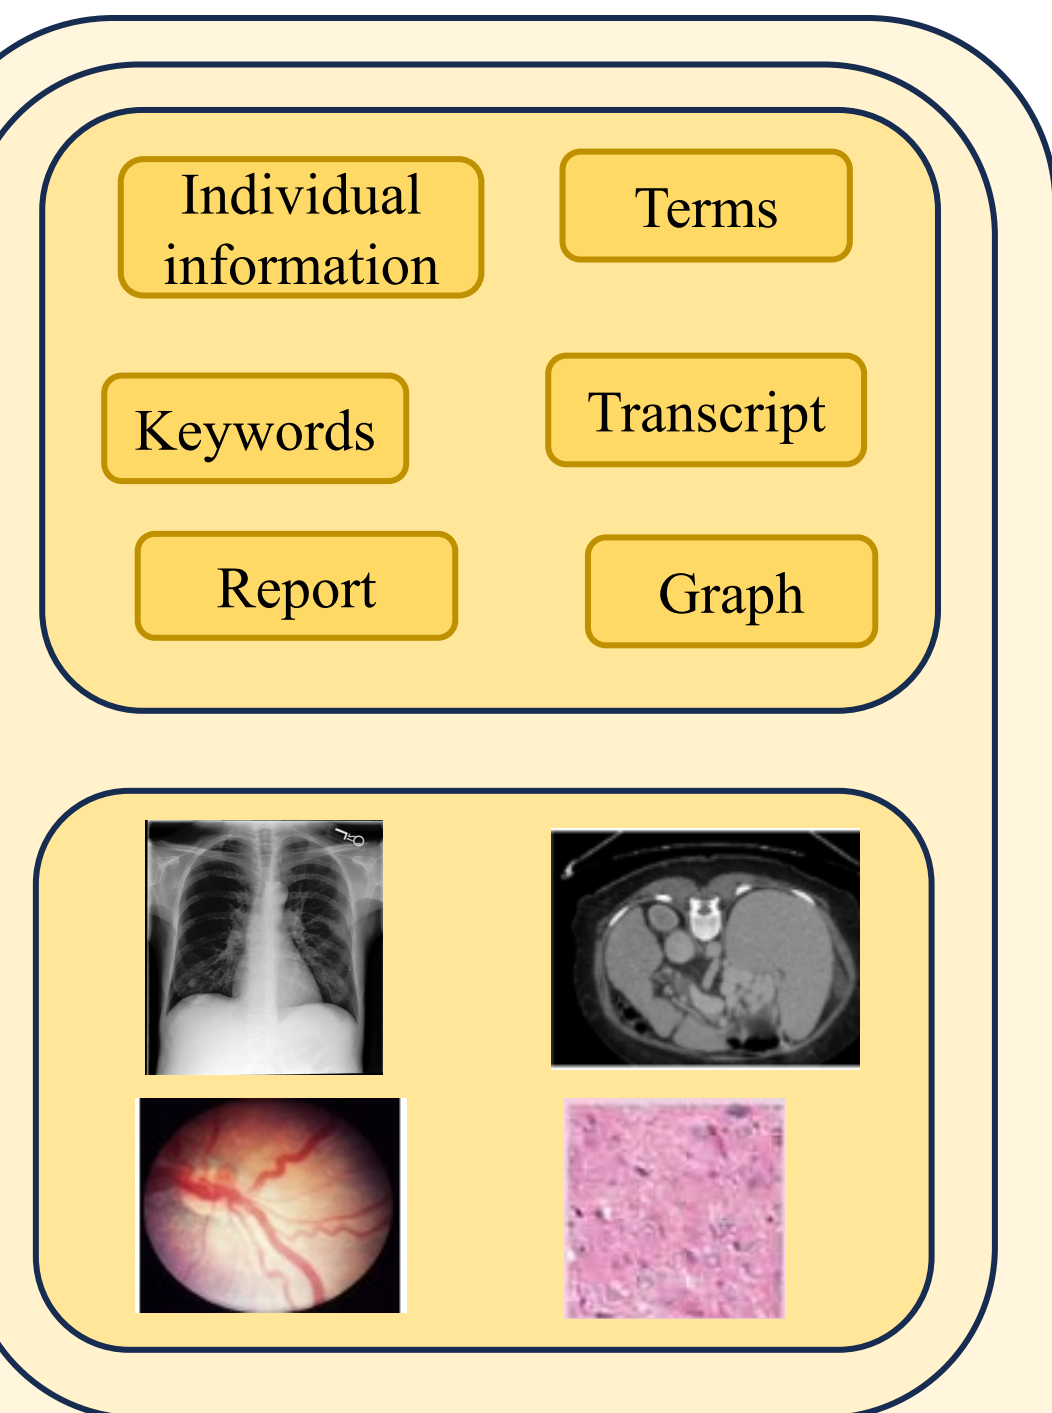 Individual
information
Terms
Keywords
Transcript
Report
Graph